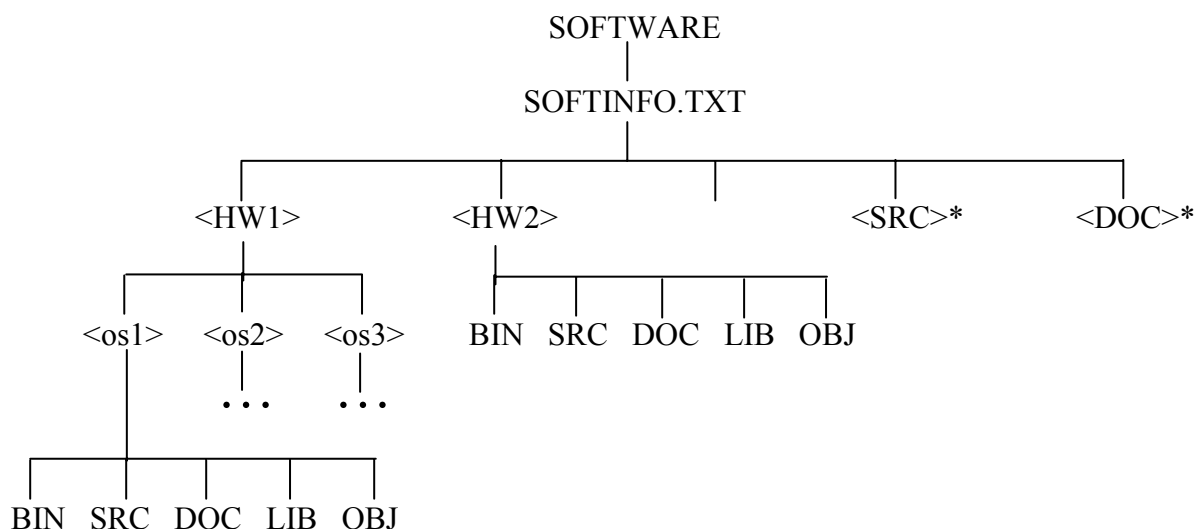 SOFTWARE
SOFTINFO.TXT
<HW1> <HW2> <SRC>* <DOC>*
<os1> <os2> <os3> BIN SRC DOC LIB OBJ
... ...
BIN SRC DOC LIB OBJ